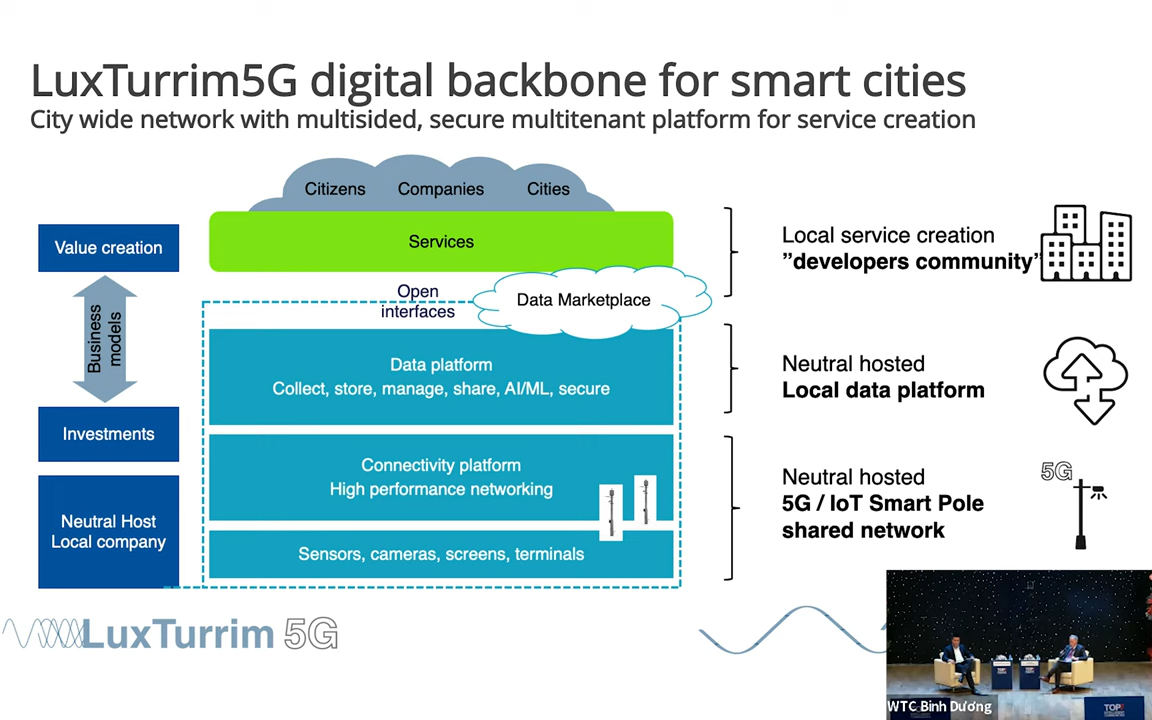 LuxTurrim5G digital backbone for smart cities
City wide network with multisided, secure multitenant platform for service creation
Citizens Companies Cities
Services
Open
interfaces
Data Marketplace
Data platform
Collect, store, manage, share, AI/ML, secure
Connectivity platform
High performance networking
Sensors, cameras, screens, terminals
Value creation
Business
models
Investments
Neutral Host
Local company
Local service creation
”developers community”
Neutral hosted
Local data platform
Neutral hosted
5G / IoT Smart Pole
shared network
5G
LuxTurrim 5G
WTC Bình Dương
TOP7